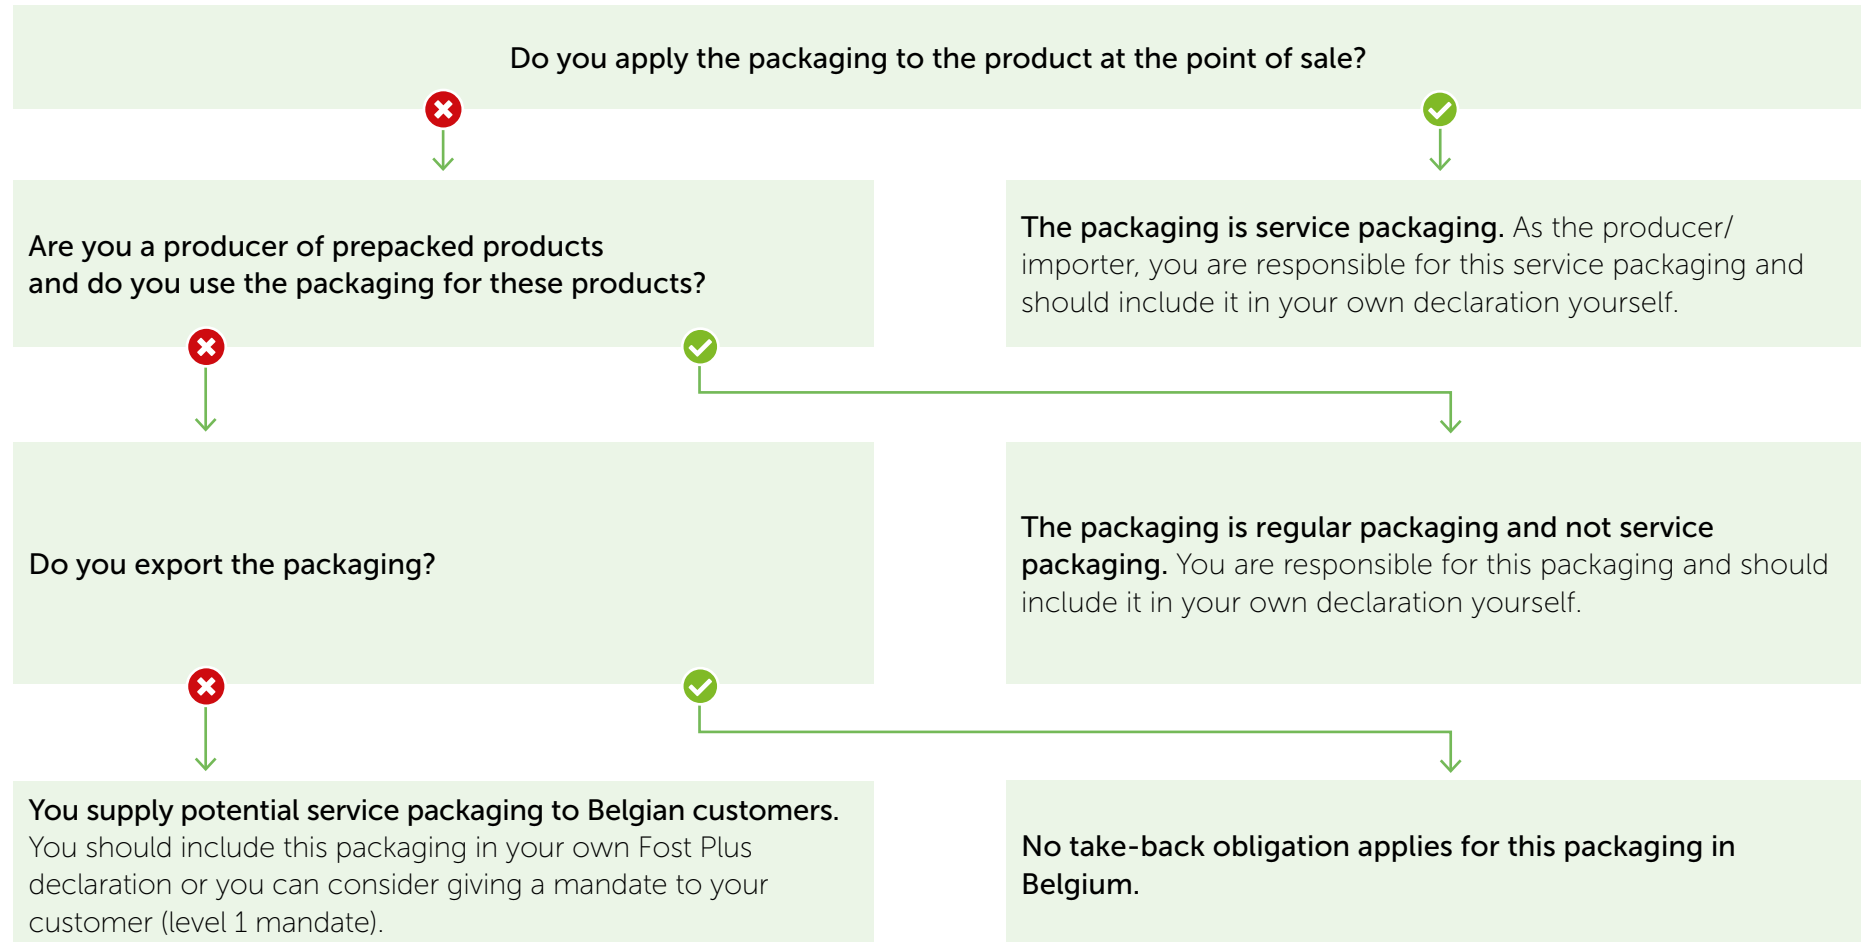 Do you apply the packaging to the product at the point of sale?
Are you a producer of prepacked products
and do you use the packaging for these products?
The packaging is service packaging. As the producer/
importer, you are responsible for this service packaging and
should include it in your own declaration yourself.
Do you export the packaging?
The packaging is regular packaging and not service
packaging. You are responsible for this packaging and should
include it in your own declaration yourself.
You supply potential service packaging to Belgian customers.
You should include this packaging in your own Fost Plus
declaration or you can consider giving a mandate to your
customer (level 1 mandate).
No take-back obligation applies for this packaging in
Belgium.